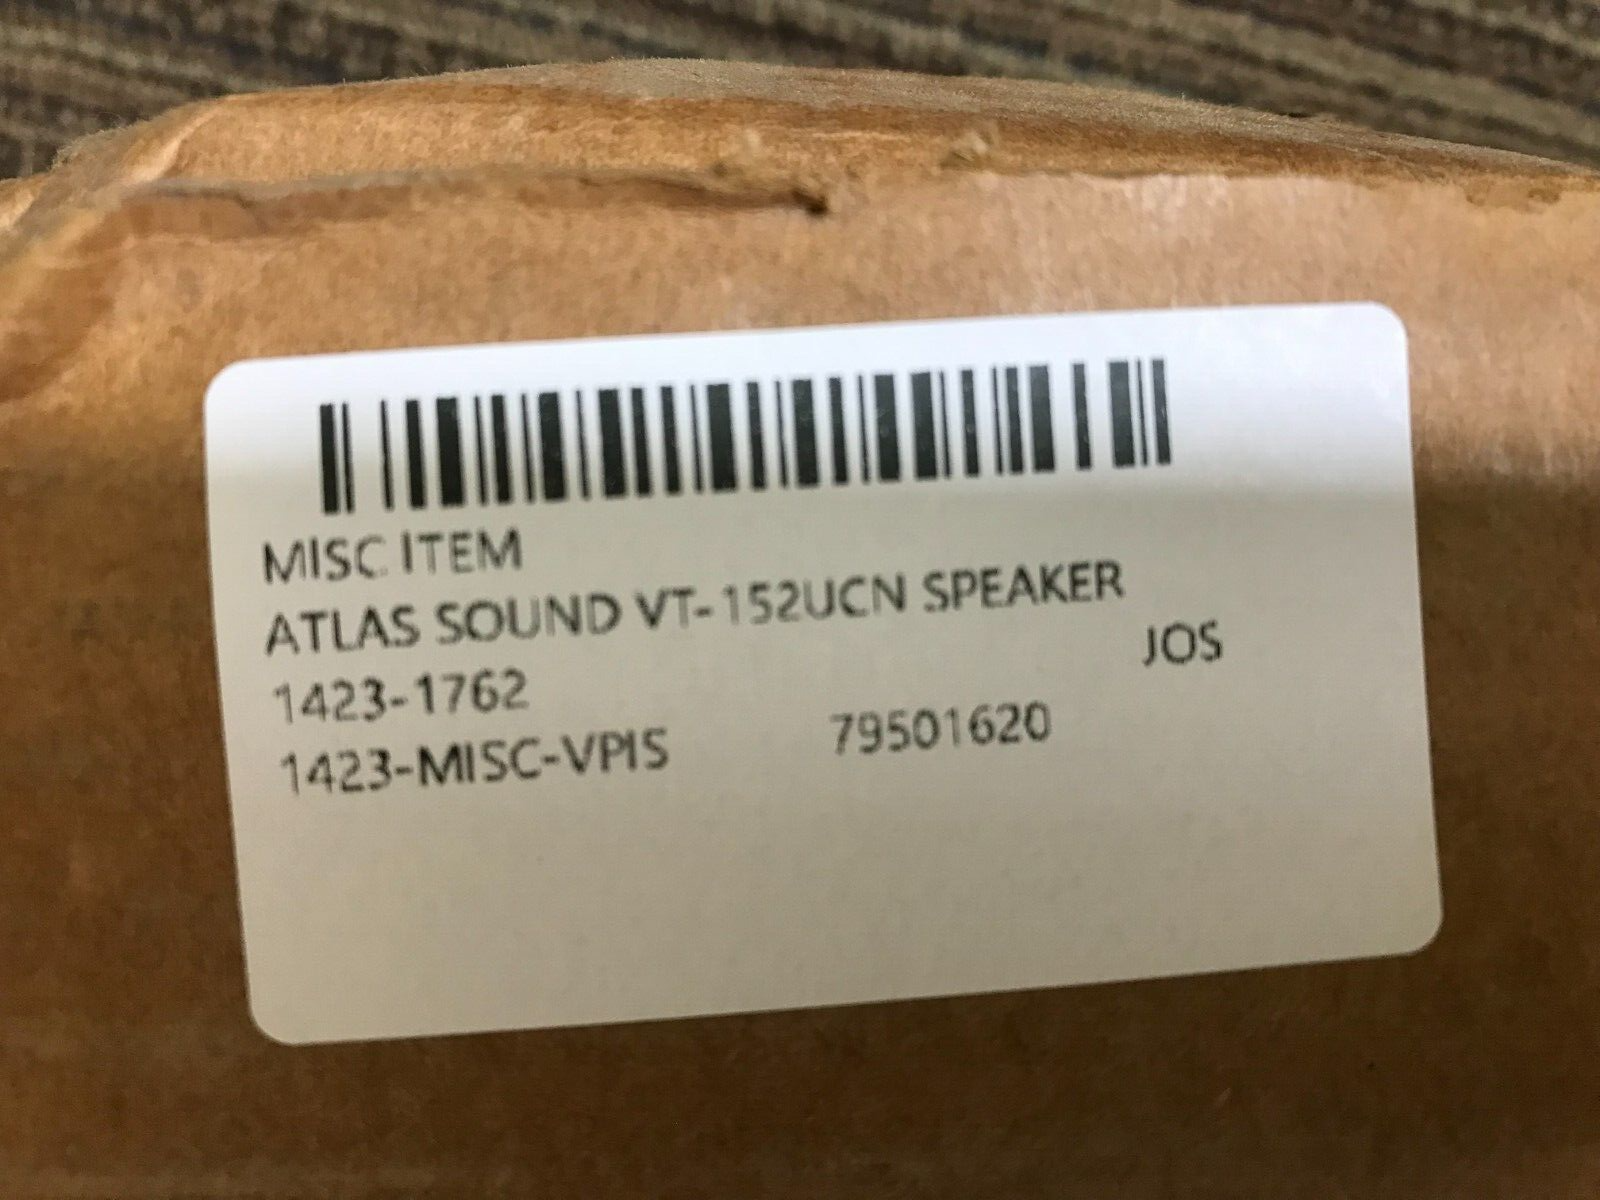 MISC ITEM
ATLAS SOUND VT-152UCN SPEAKER
JOS
1423-1762
1423-MISC-VPIS 79501620